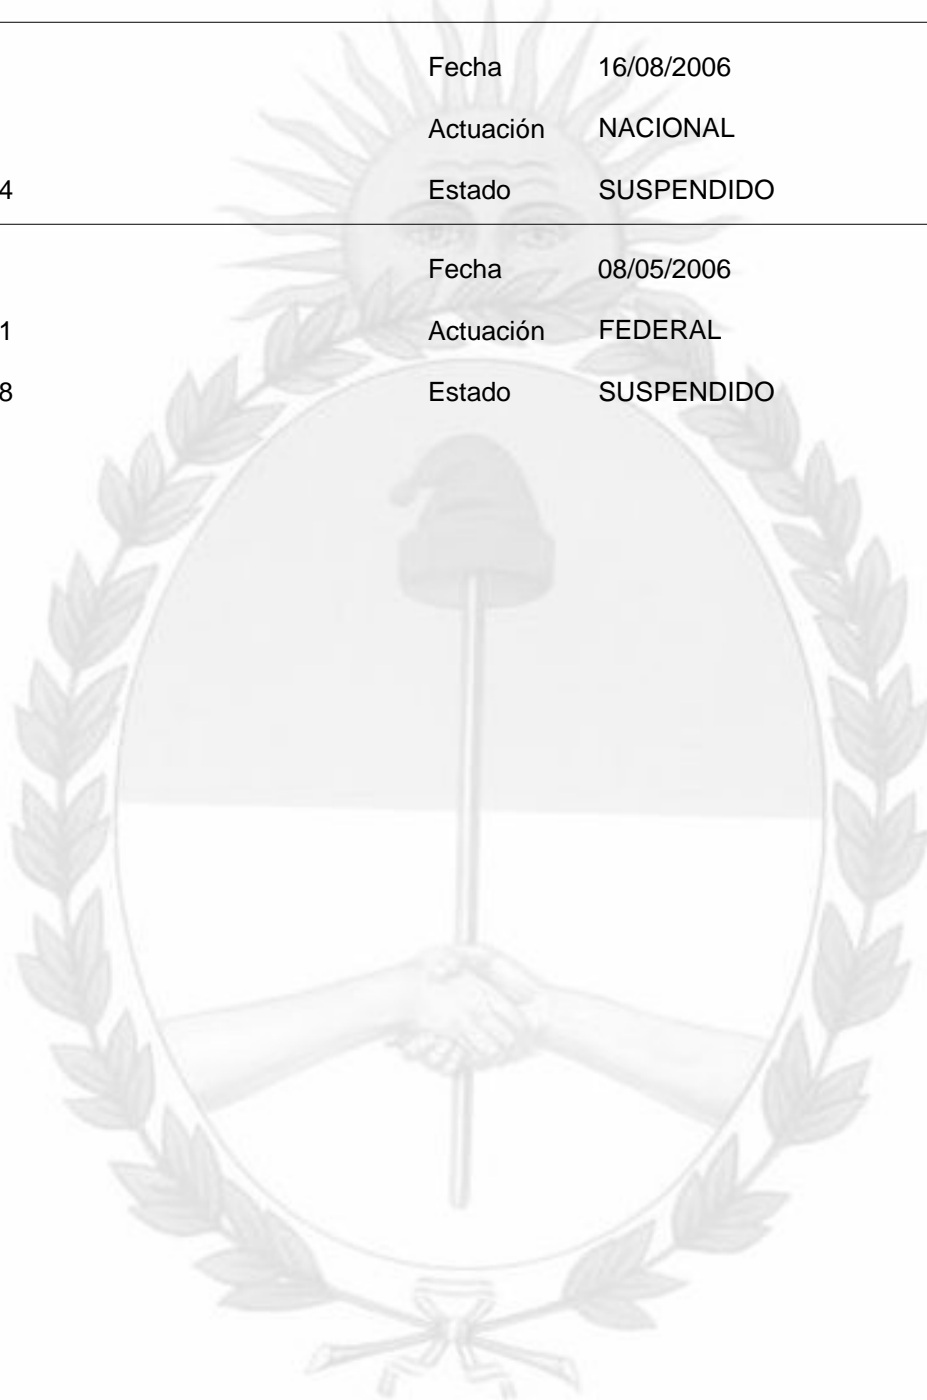 Fecha 16/08/2006
Actuación NACIONAL
4 Estado SUSPENDIDO
Fecha 08/05/2006
1 Actuación FEDERAL
8 Estado SUSPENDIDO